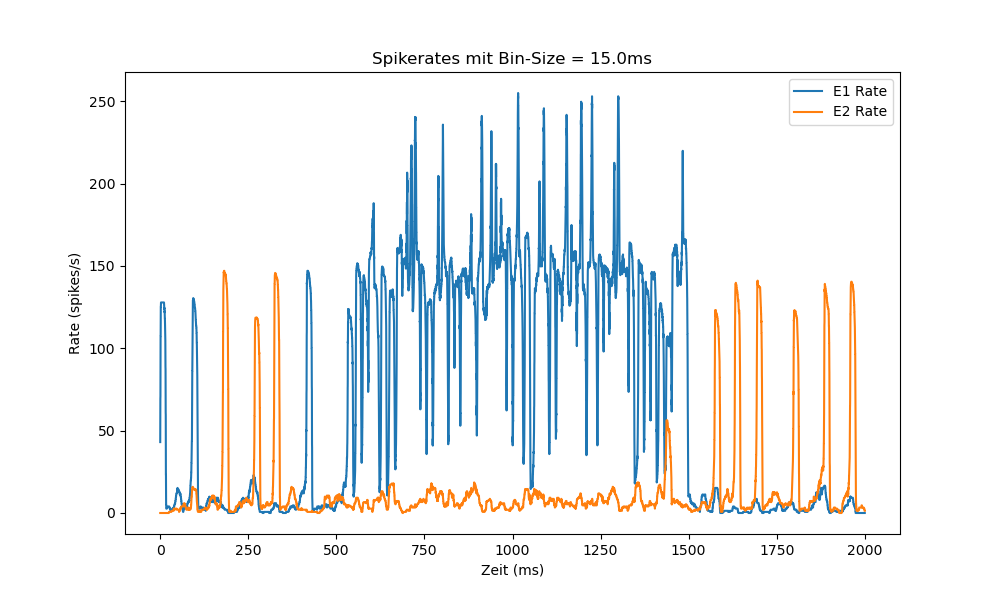 Spikerates mit Bin-Size = 15.0ms
E1 Rate
E2 Rate
Rate (spikes/s)
250
200
150
100
50
0
0 250 500 750 1000 1250 1500 1750 2000
Zeit (ms)